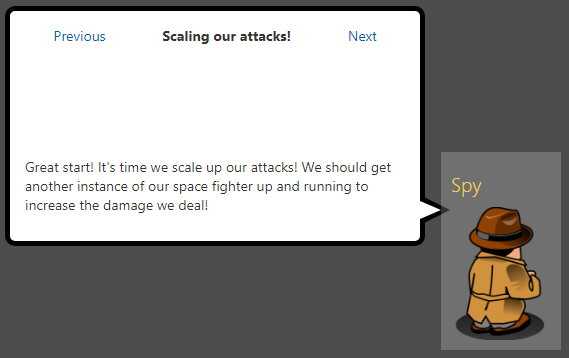 Previous Scaling our attacks! Next
Great start! It's time we scale up our attacks! We should get
another instance of our space fighter up and running to
increase the damage we deal!
Spy